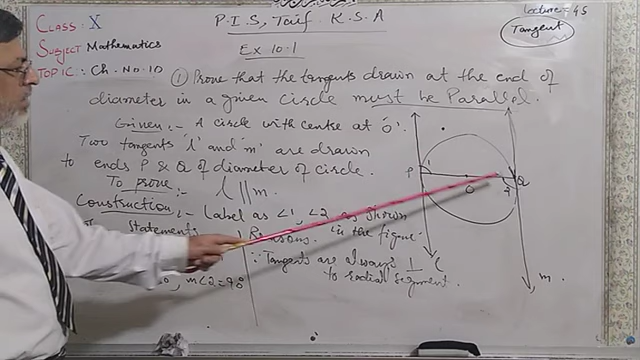 CLASS: X
P.I.S, Taif K.S.A
Lecture = 45
SUBJECT Mathematics
Tangent
TOPIC: Ch. No. 10
Ex 10.1
① Prove that the tangents drawn at the end of
diameter in a given Circle must be Parallel.
Given:- A circle with centre at 'O'.
Two tangents 'l' and 'm' are drawn
to ends P & Q of diameter of circle.
To prove:- l || m.
Construction:- Label as ∠1, ∠2 as shown
in the figure.
Statements
Reasons
∵ Tangents are always ⊥
to radial segment.
, m∠2 = 90°
P
1
O
2
Q
l
m